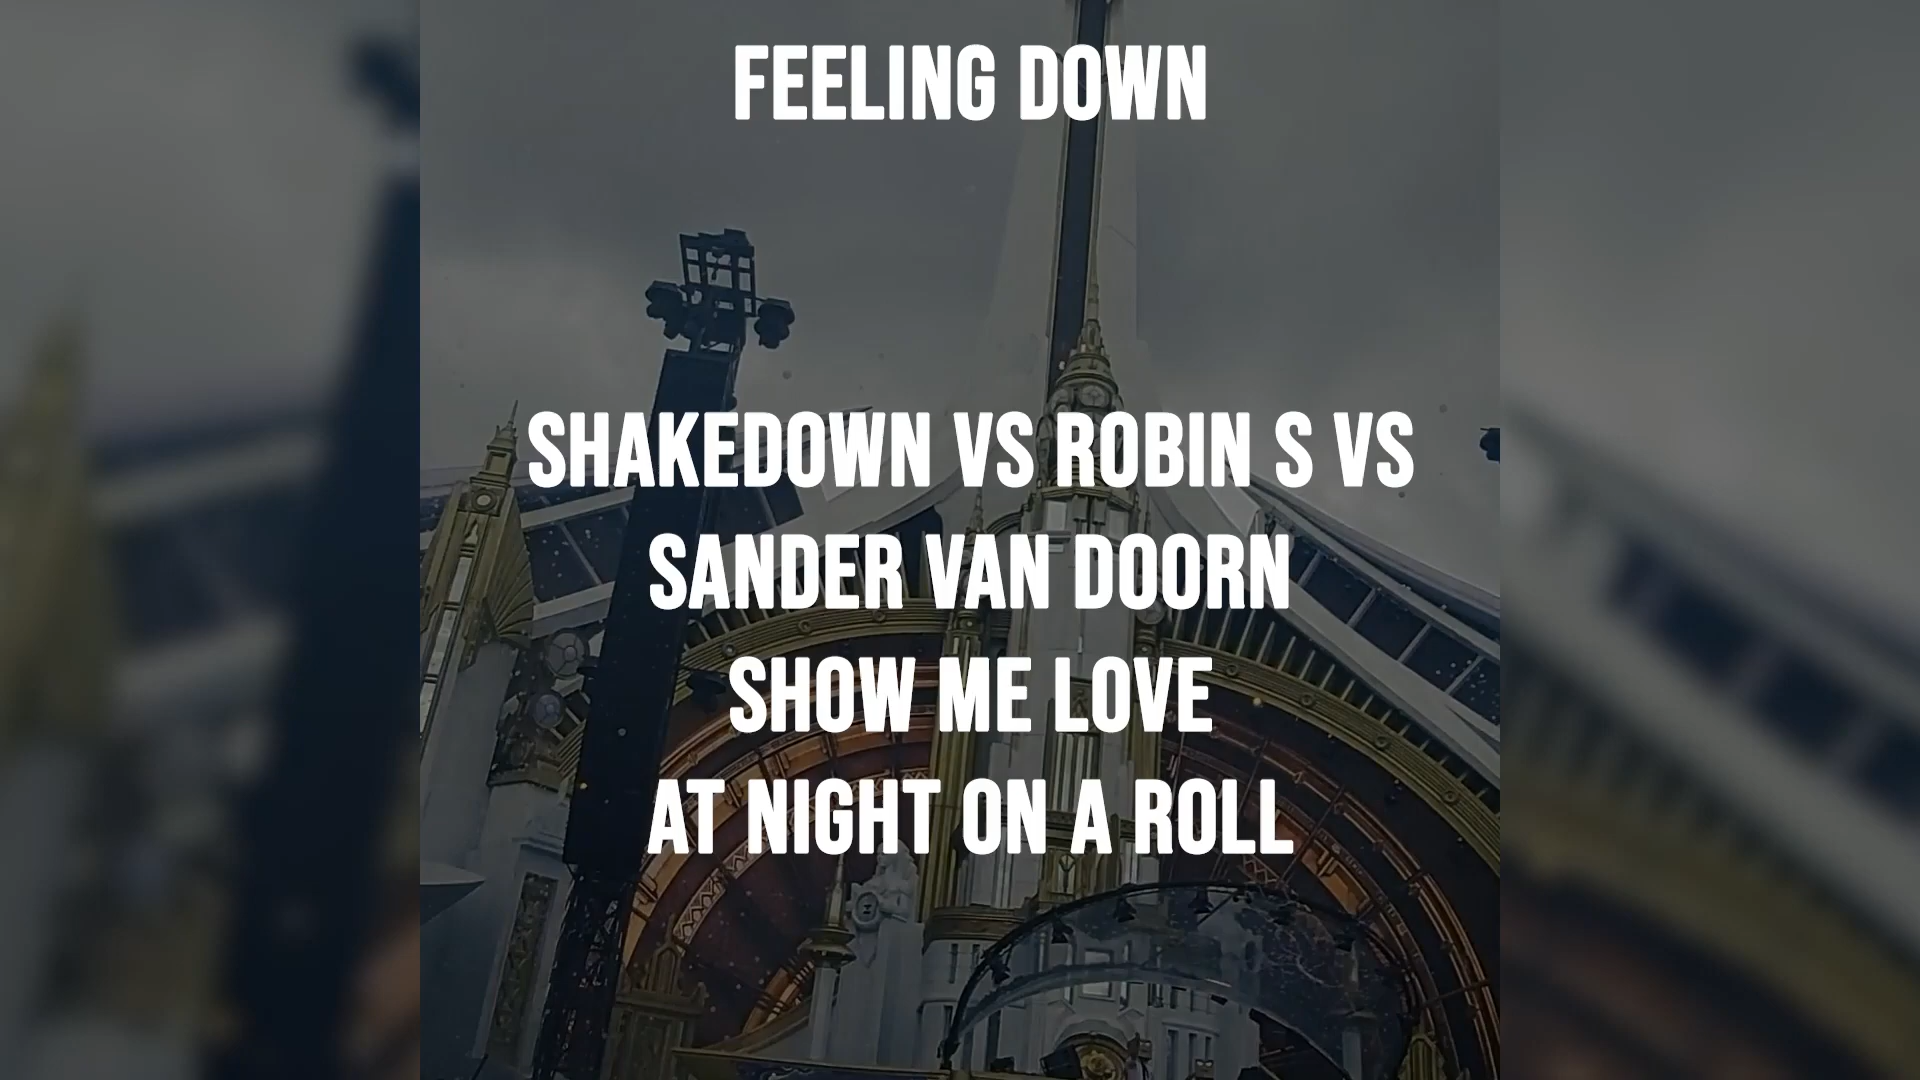 FEELING DOWN
SHAKEDOWN VS ROBIN S VS
SANDER VAN DOORN
SHOW ME LOVE
AT NIGHT ON A ROLL